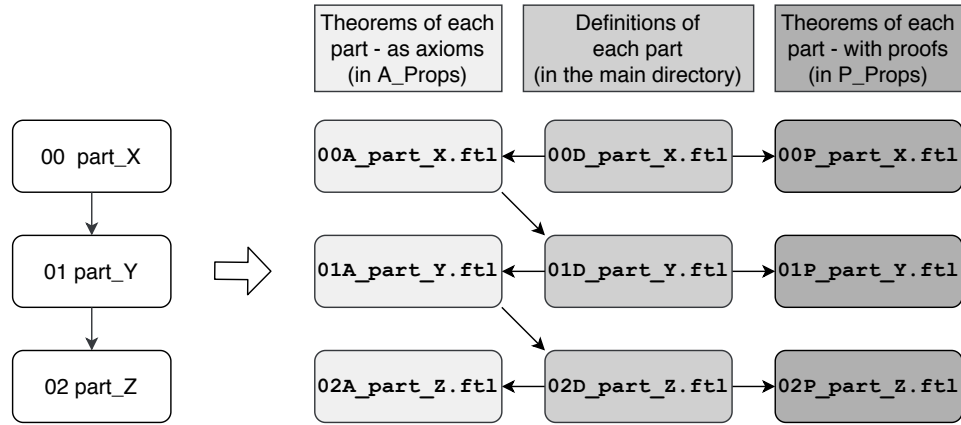 Theorems of each
part - as axioms
(in A_Props)
Definitions of
each part
(in the main directory)
Theorems of each
part - with proofs
(in P_Props)
00 part_X
00A_part_X.ftl
00D_part_X.ftl
00P_part_X.ftl
01 part_Y
01A_part_Y.ftl
01D_part_Y.ftl
01P_part_Y.ftl
02 part_Z
02A_part_Z.ftl
02D_part_Z.ftl
02P_part_Z.ftl